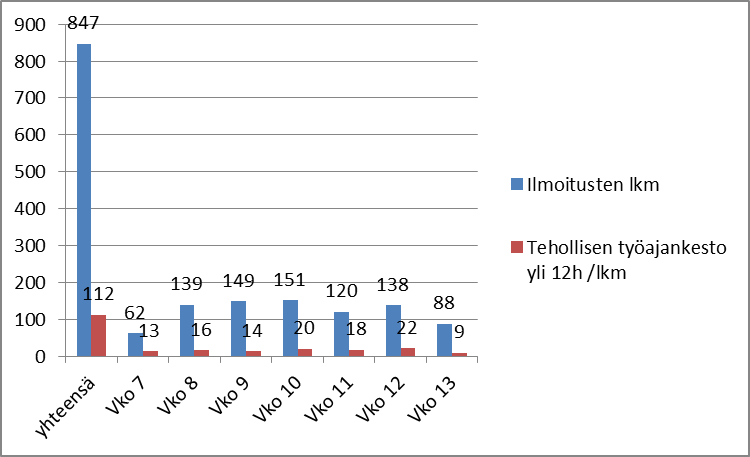 900
800
700
600
500
400
300
200
100
0
847
112
62
13
139
16
149
14
151
20
120
18
138
22
88
9
yhteensä
Vko 7
Vko 8
Vko 9
Vko 10
Vko 11
Vko 12
Vko 13
Ilmoitusten lkm
Tehollisen työajankesto
yli 12h /lkm